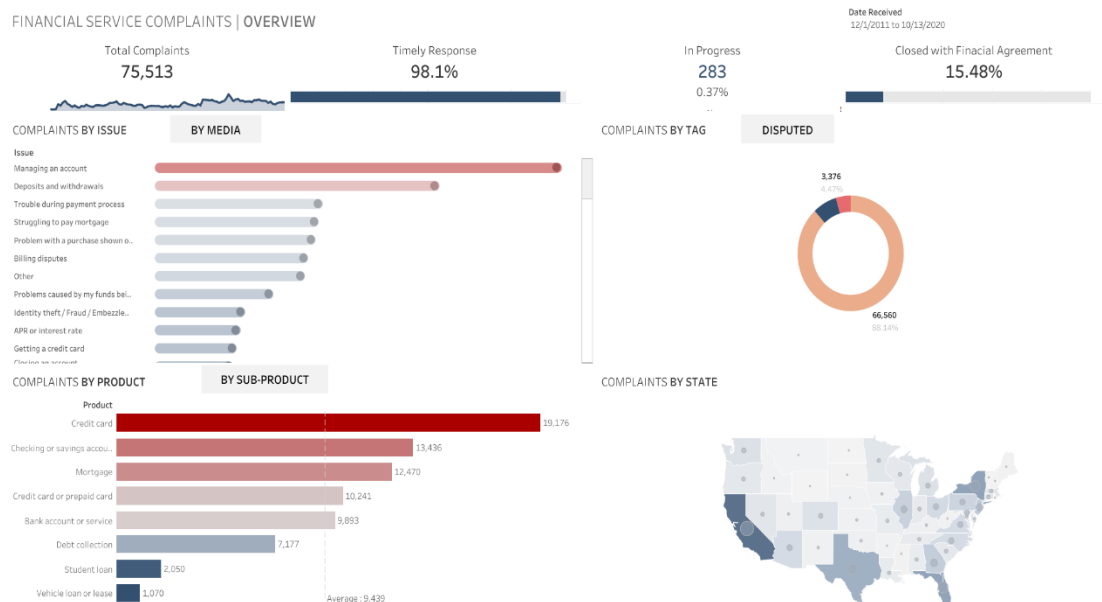 FINANCIAL SERVICE COMPLAINTS | OVERVIEW
Date Received
12/1/2011 to 10/13/2020
Total Complaints
75,513
Timely Response
98.1%
In Progress
283
0.37%
Closed with Finacial Agreement
15.48%
COMPLAINTS BY ISSUE
BY MEDIA
Issue
Managing an account
Deposits and withdrawals
Trouble during payment process
Struggling to pay mortgage
Problem with a purchase shown o..
Billing disputes
Other
Problems caused by my funds bei..
Identity theft / Fraud / Embezzle..
APR or interest rate
Getting a credit card
Closing an account
COMPLAINTS BY TAG
DISPUTED
3,376
4.47%
66,560
88.14%
COMPLAINTS BY PRODUCT
BY SUB-PRODUCT
Product
Credit card
19,176
Checking or savings accou..
13,436
Mortgage
12,470
Credit card or prepaid card
10,241
Bank account or service
9,893
Debt collection
7,177
Student loan
2,050
Vehicle loan or lease
1,070
Average : 9,439
COMPLAINTS BY STATE